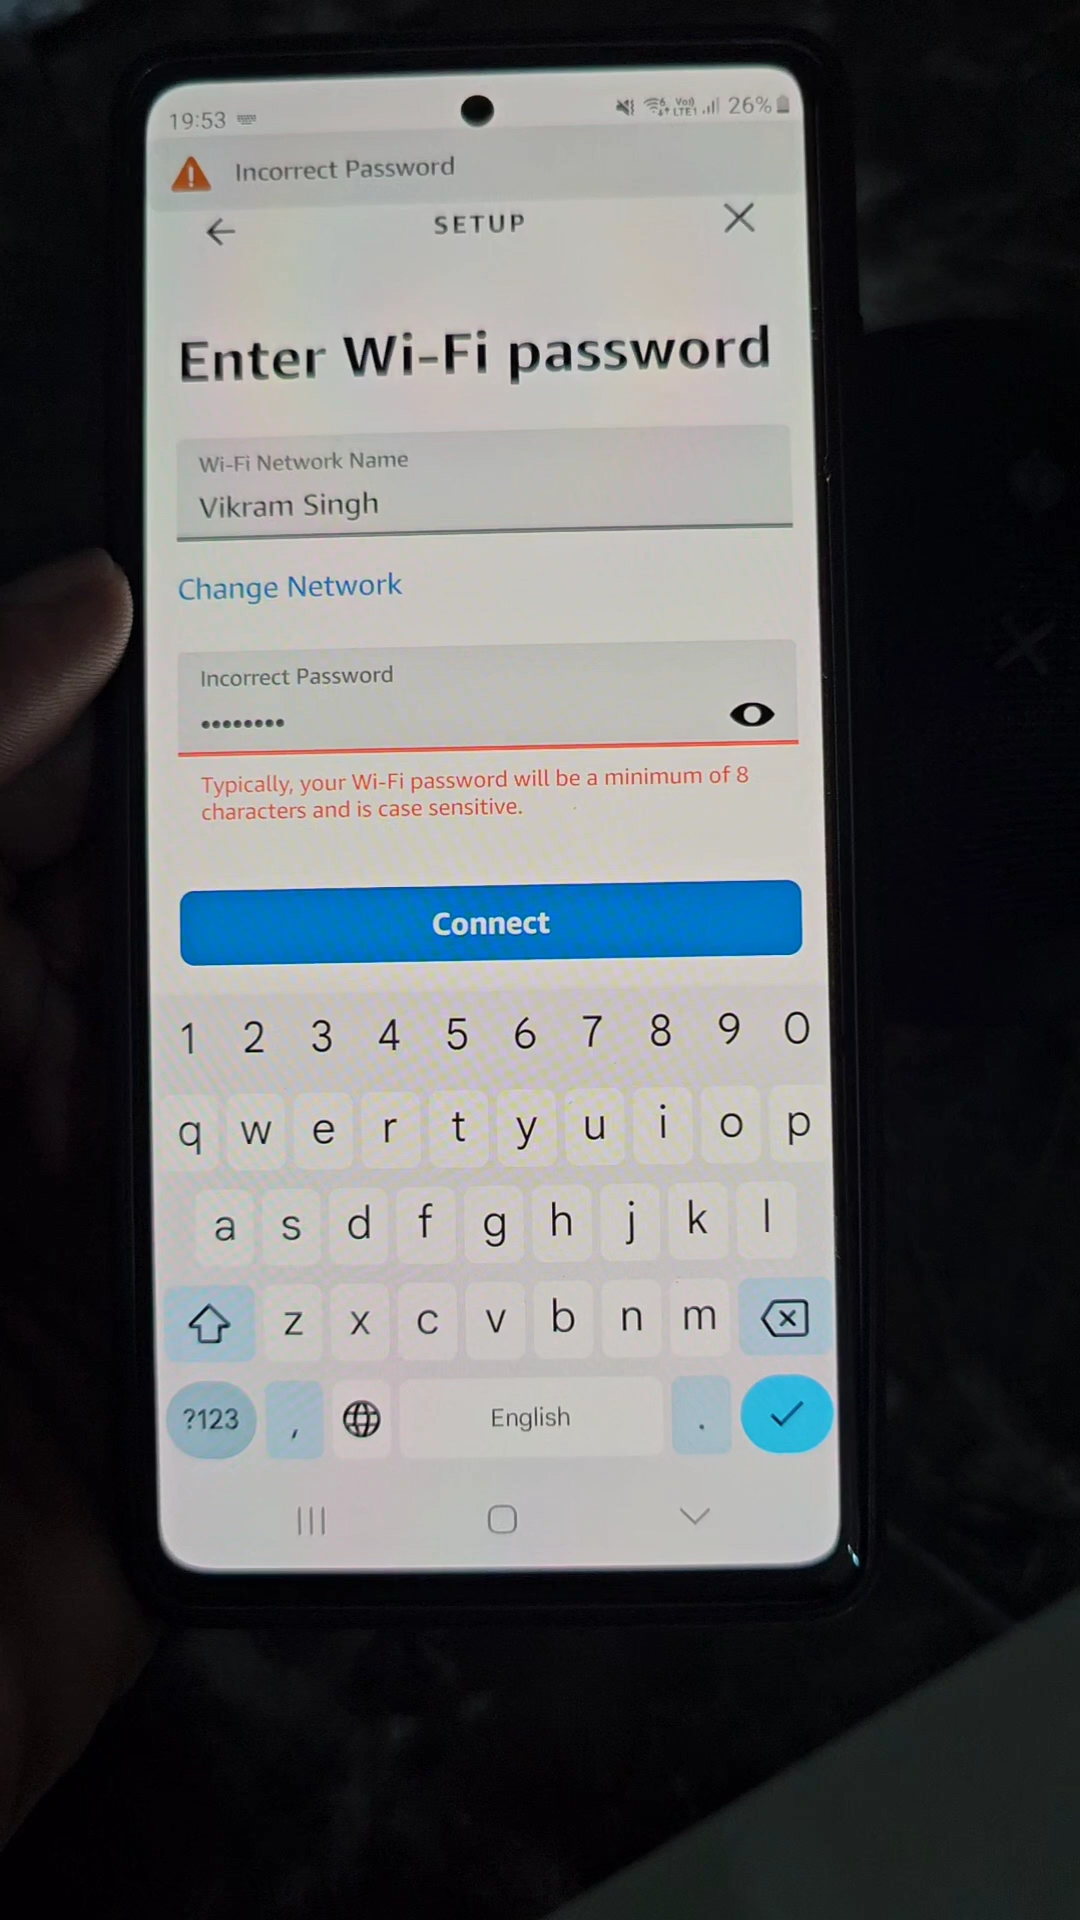 19:53
26%
Incorrect Password
SETUP
Enter Wi-Fi password
Wi-Fi Network Name
Vikram Singh
Change Network
Incorrect Password
••••••••
Typically, your Wi-Fi password will be a minimum of 8
characters and is case sensitive.
Connect
1 2 3 4 5 6 7 8 9 0
q w e r t y u i o p
a s d f g h j k l
z x c v b n m
?123 , English .